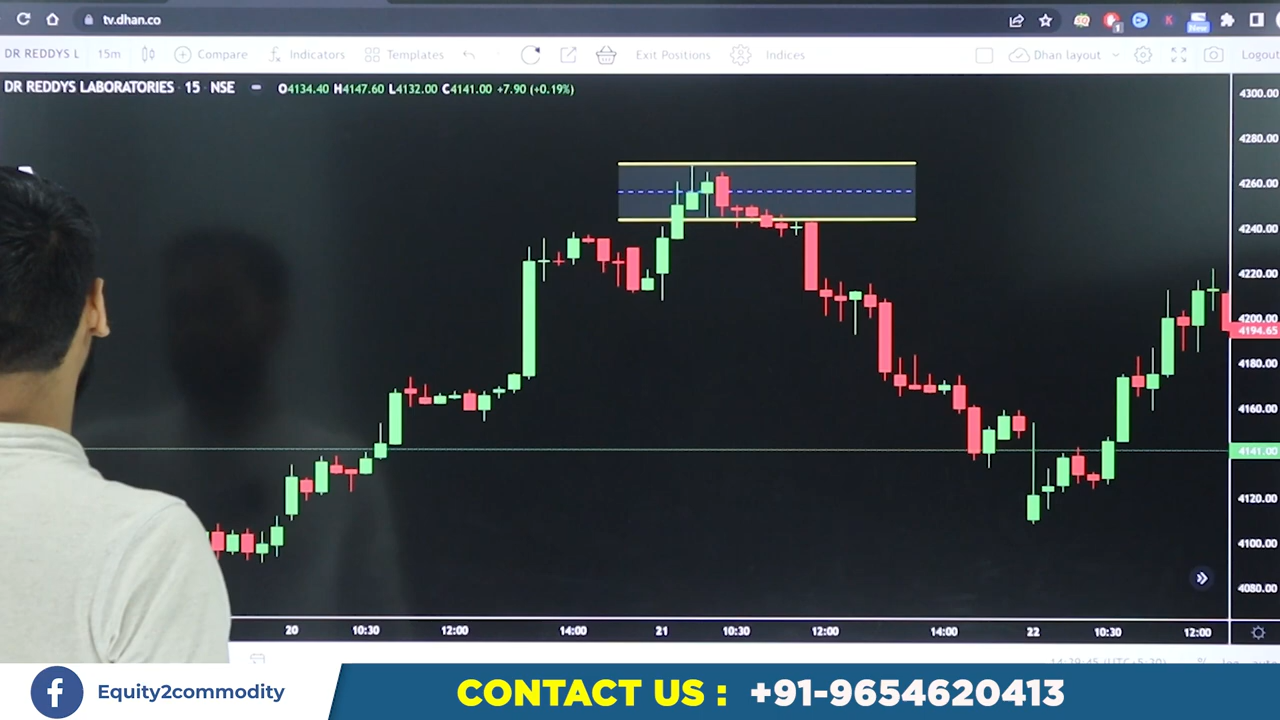 tv.dhan.co
New
1
K
DR REDDYS L 15m Compare Indicators Templates Exit Positions Indices Dhan layout Logout
DR REDDYS LABORATORIES · 15 NSE O4134.40 H4147.60 L4132.00 C4141.00 +7.90 (+0.19%)
4300.00
4280.00
4260.00
4240.00
4220.00
4200.00
4194.65
4180.00
4160.00
4141.00
4120.00
4100.00
4080.00
20 10:30 12:00 14:00 21 10:30 12:00 14:00 22 10:30 12:00
f Equity2commodity CONTACT US : +91-9654620413